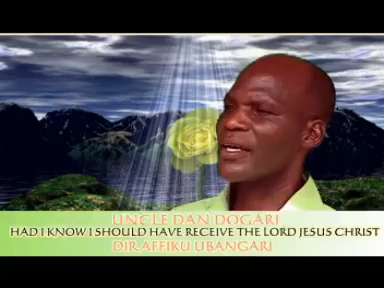 UNCLE DAN DOGARI
HAD I KNOW I SHOULD HAVE RECEIVE THE LORD JESUS CHRIST
DIR.AFFIKU UBANGARI